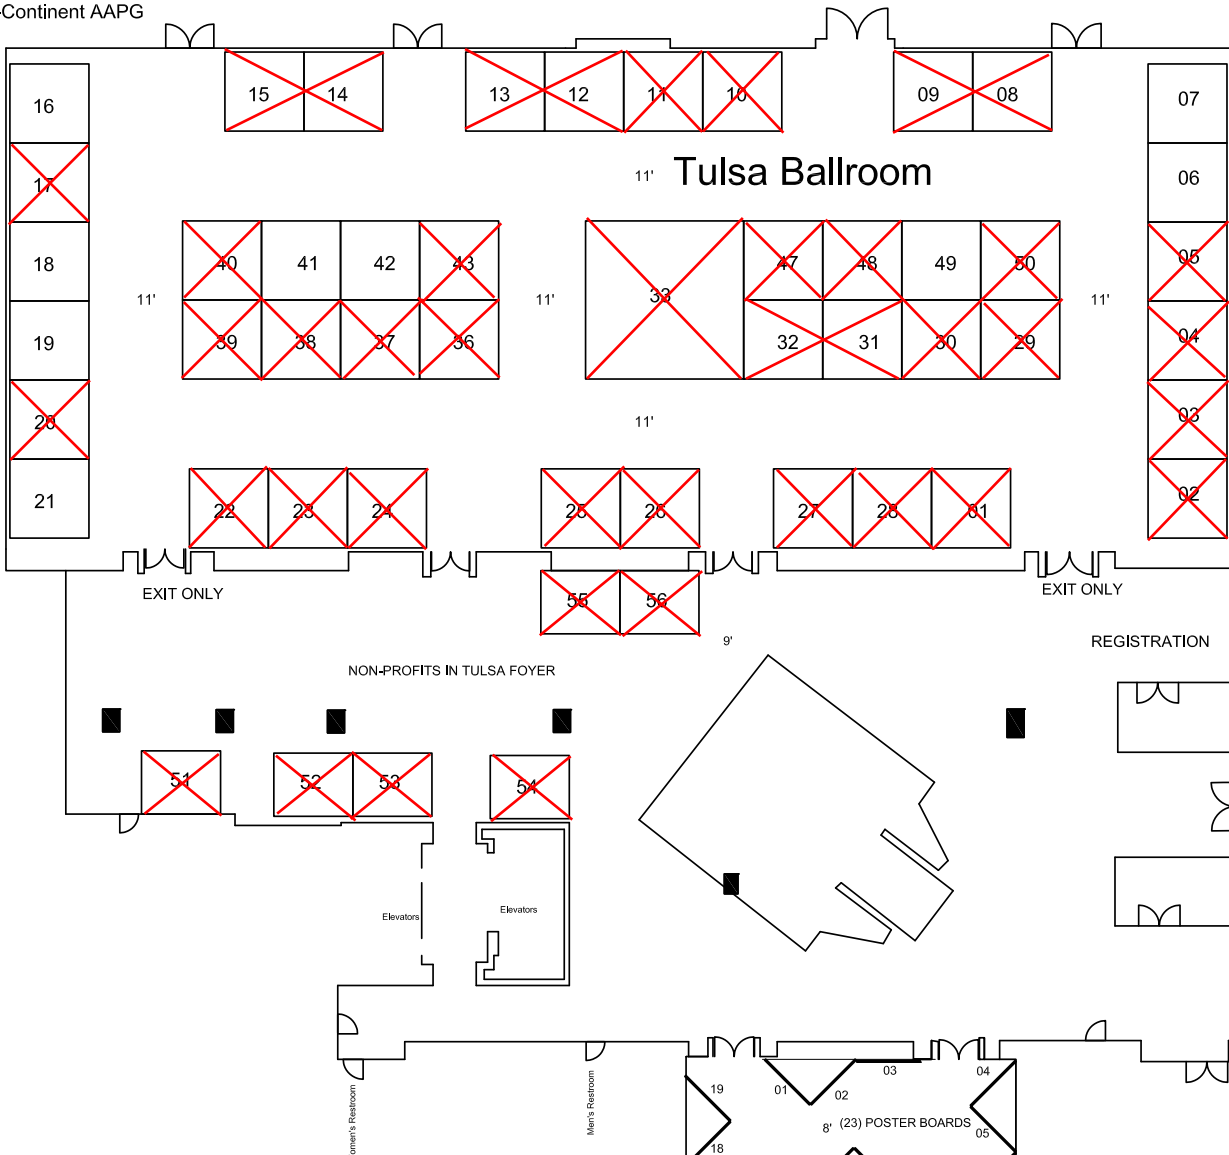 -Continent AAPG
15 14 13 12 11 10 09 08
16 07
17 06
11' Tulsa Ballroom
18 40 41 42 43 33 47 48 49 50 05
11' 11' 11'
19 39 38 37 36 32 31 30 29 04
20 11' 03
21 22 23 24 25 26 27 28 01 02
EXIT ONLY EXIT ONLY
55 56
9' REGISTRATION
NON-PROFITS IN TULSA FOYER
51 52 53 54
Elevators Elevators
omen's Restroom Men's Restroom
19 01 02 03 04
8' (23) POSTER BOARDS 05
18